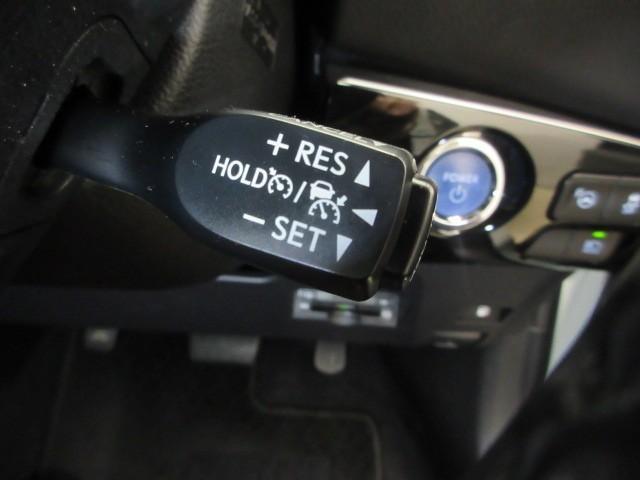 + RES
HOLD /
− SET
POWER